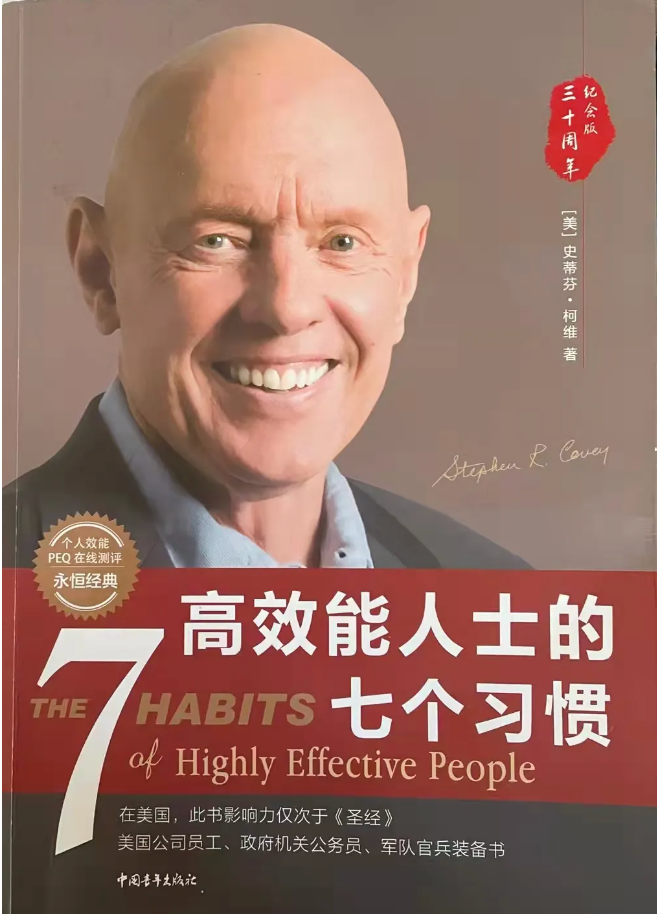 纪念版
三十周年
[美] 史蒂芬·柯维 著
Stephen R. Covey
个人效能
PEQ 在线测评
永恒经典
高效能人士的
7
THE HABITS 七个习惯
of Highly Effective People
在美国，此书影响力仅次于《圣经》
美国公司员工、政府机关公务员、军队官兵装备书
中国青年出版社